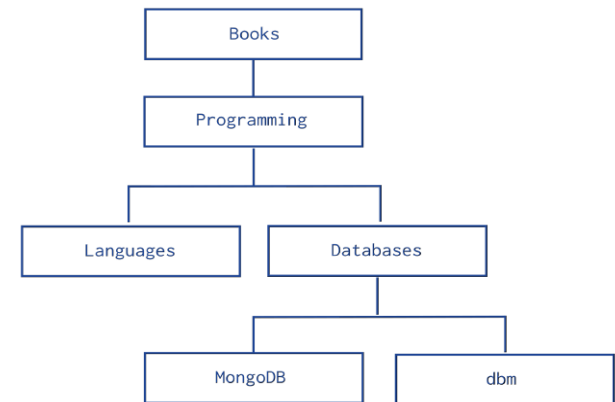 Books
Programming
Languages
Databases
MongoDB
dbm